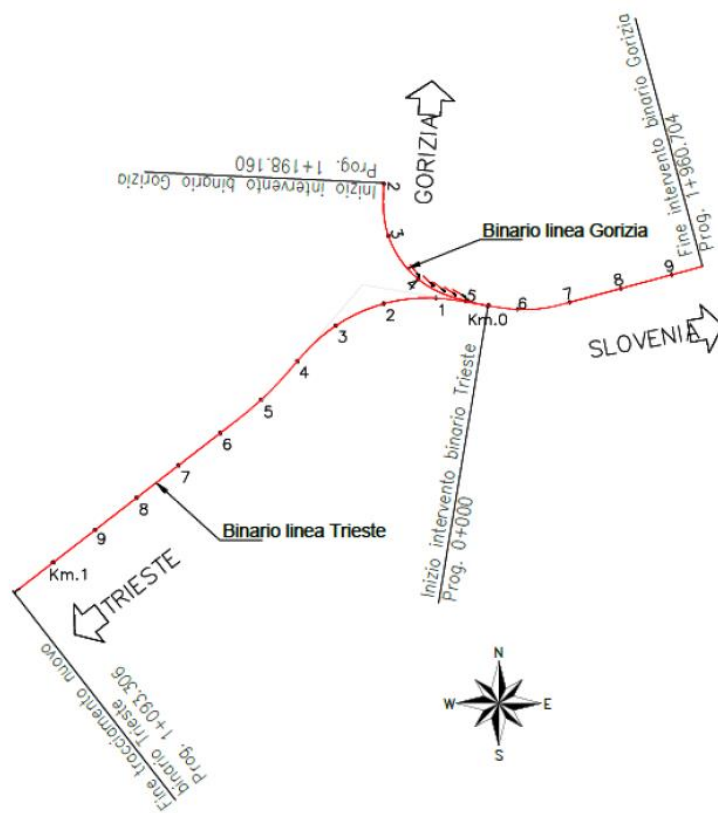 GORIZIA
Inizio intervento binario Gorizia
Prog. 1+198.160
Fine intervento binario Gorizia
Prog. 1+960.704
Binario linea Gorizia
2
3
4
5
Km.0
6
7
8
9
SLOVENIA
1
2
3
4
5
6
7
8
9
Km.1
Inizio intervento binario Trieste
Prog. 0+000
Binario linea Trieste
TRIESTE
Fine tracciamento nuovo
binario Trieste
Prog. 1+093.306
N
W
E
S